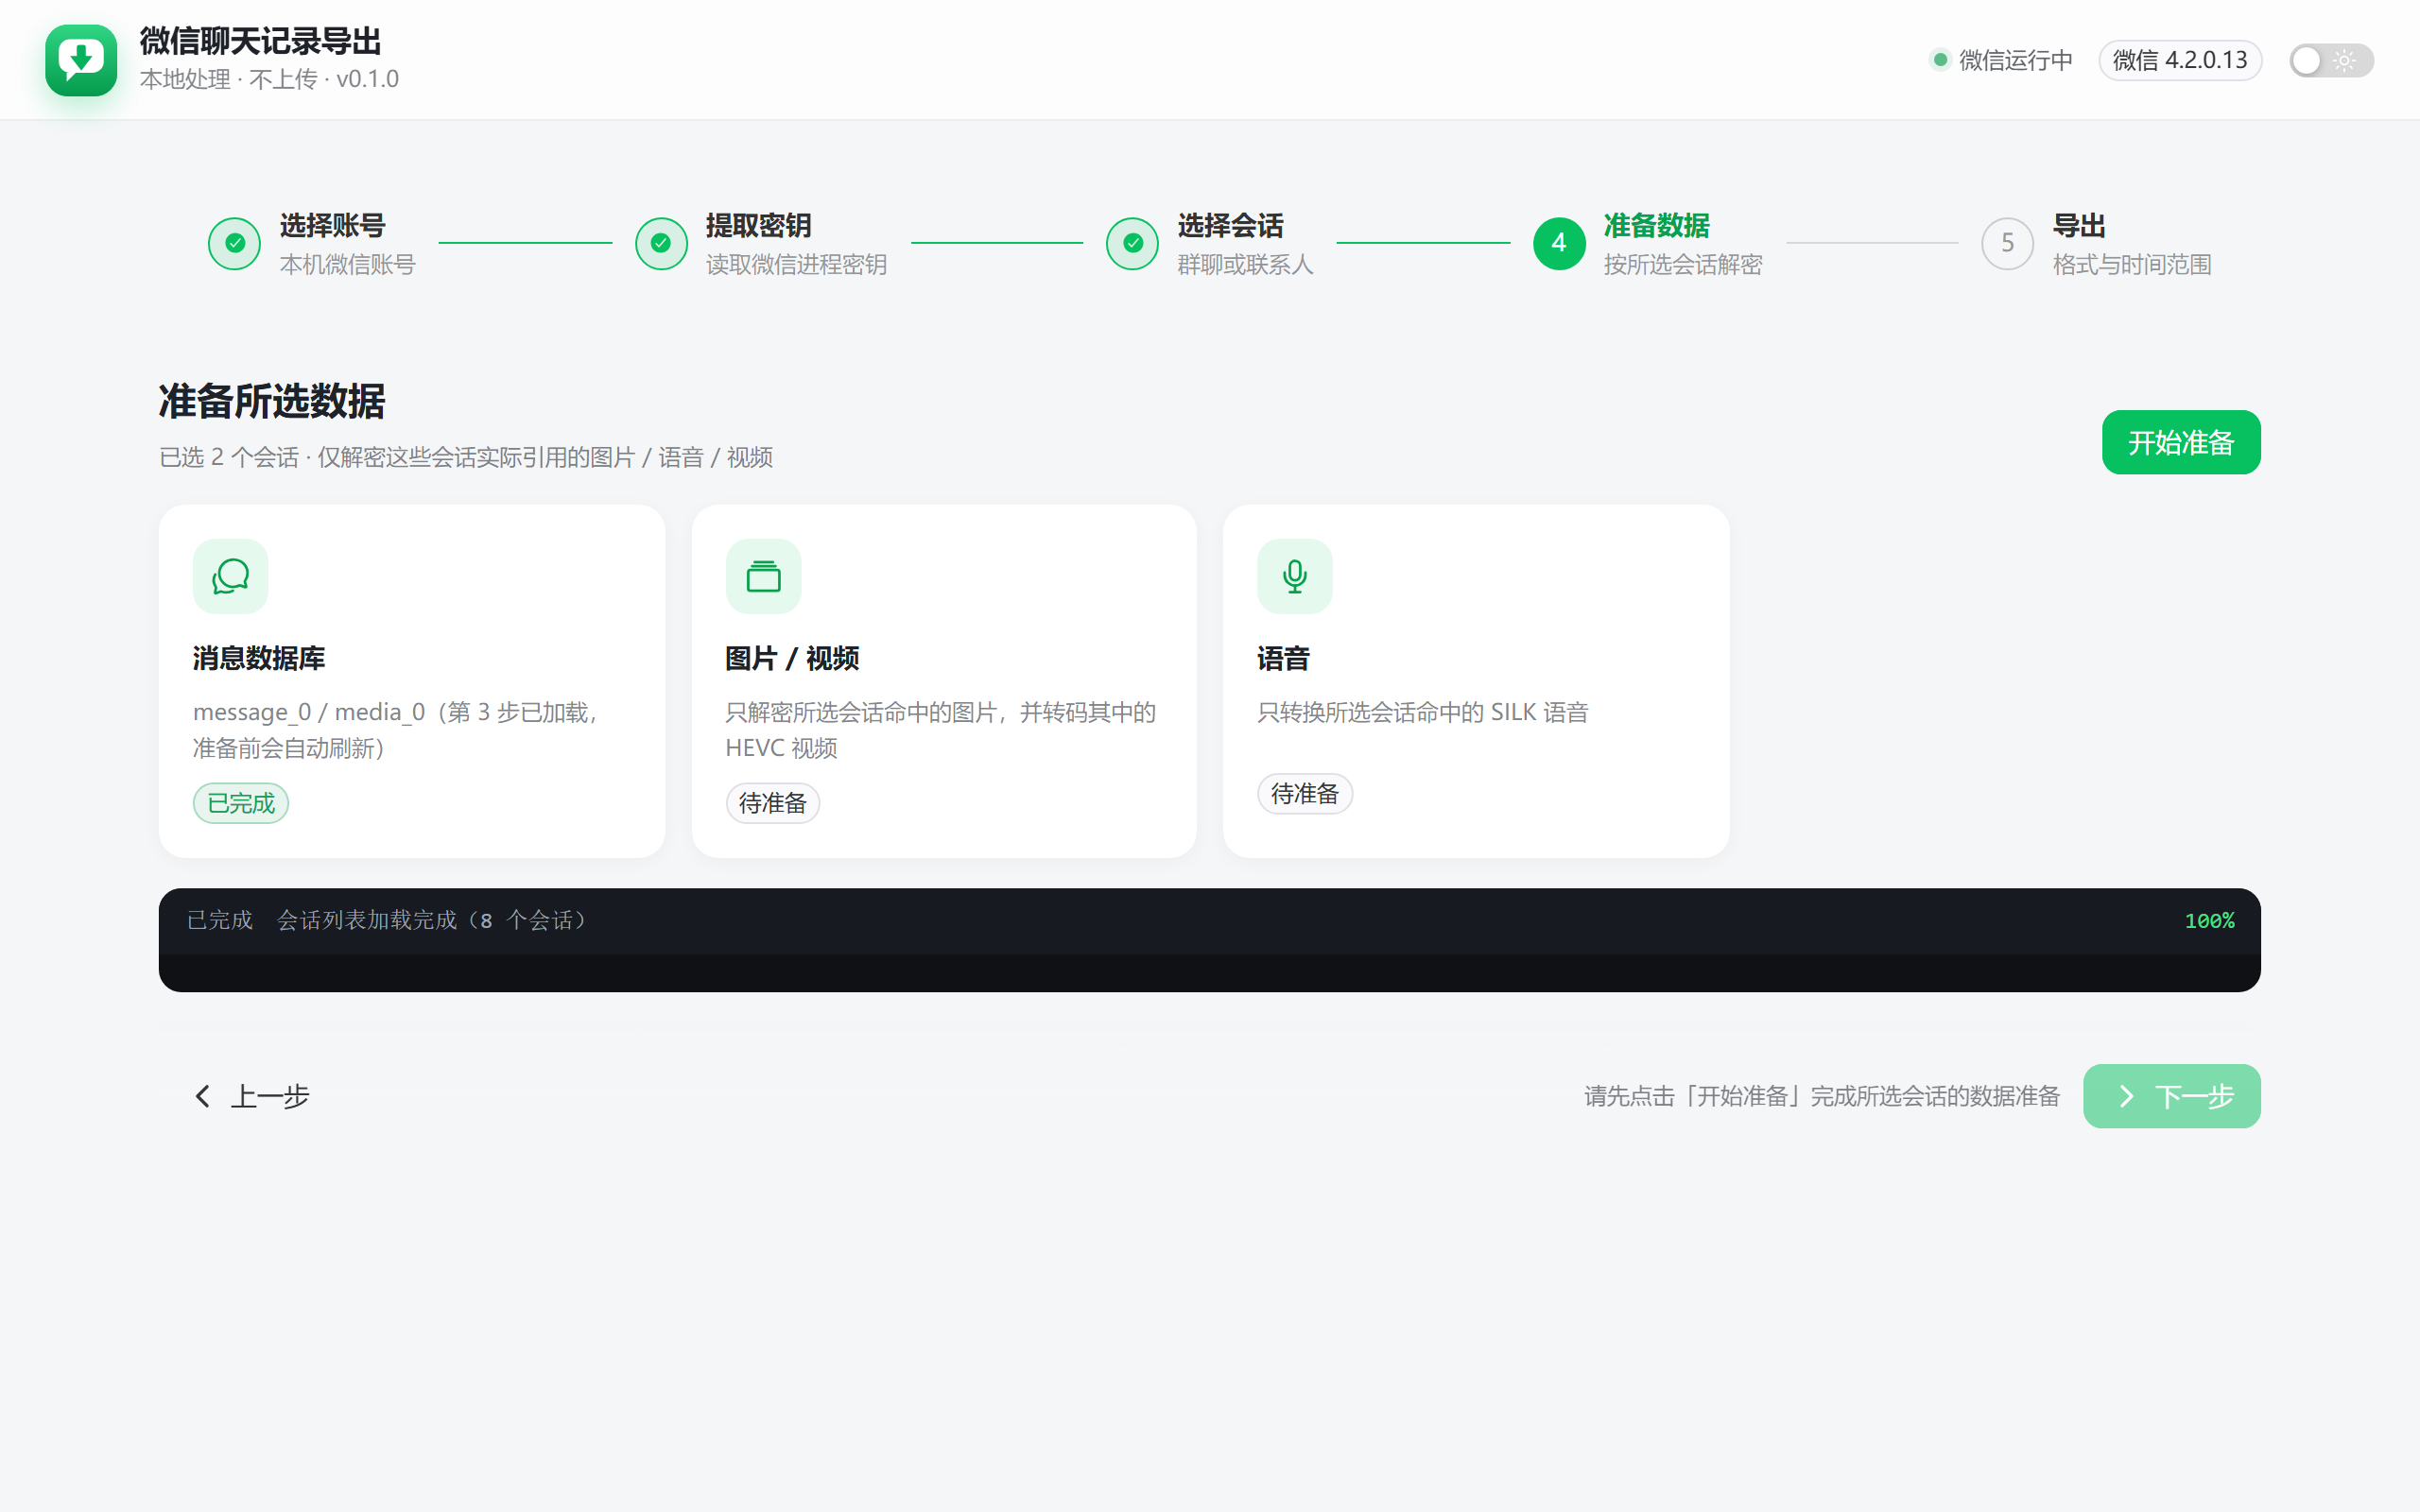 微信聊天记录导出
本地处理 · 不上传 · v0.1.0
微信运行中
微信 4.2.0.13
选择账号
本机微信账号
提取密钥
读取微信进程密钥
选择会话
群聊或联系人
4
准备数据
按所选会话解密
5
导出
格式与时间范围
准备所选数据
已选 2 个会话 · 仅解密这些会话实际引用的图片 / 语音 / 视频
开始准备
消息数据库
message_0 / media_0（第 3 步已加载，
准备前会自动刷新）
已完成
图片 / 视频
只解密所选会话命中的图片，并转码其中的
HEVC 视频
待准备
语音
只转换所选会话命中的 SILK 语音
待准备
已完成 会话列表加载完成（8 个会话）
100%
上一步
请先点击「开始准备」完成所选会话的数据准备
下一步